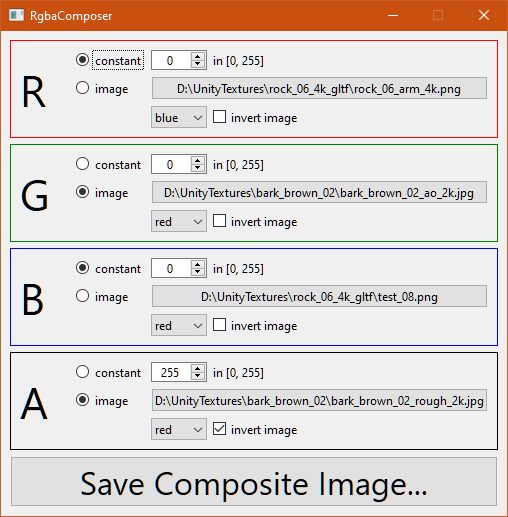 RgbaComposer
R
constant 0 in [0, 255]
image D:\UnityTextures\rock_06_4k_gltf\rock_06_arm_4k.png
blue invert image
G
constant 0 in [0, 255]
image D:\UnityTextures\bark_brown_02\bark_brown_02_ao_2k.jpg
red invert image
B
constant 0 in [0, 255]
image D:\UnityTextures\rock_06_4k_gltf\test_08.png
red invert image
A
constant 255 in [0, 255]
image D:\UnityTextures\bark_brown_02\bark_brown_02_rough_2k.jpg
red invert image
Save Composite Image...